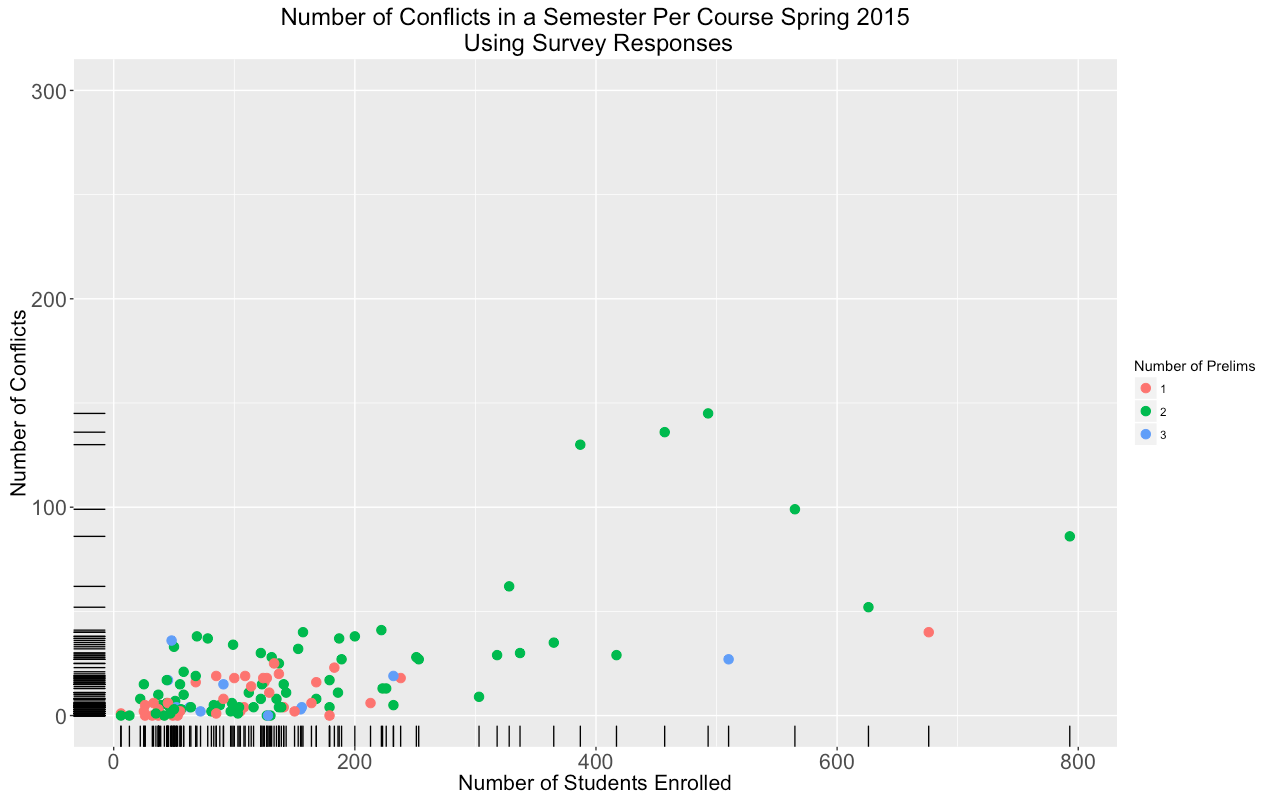 Number of Conflicts in a Semester Per Course Spring 2015
Using Survey Responses
Number of Conflicts
300
200
100
0
0 200 400 600 800
Number of Students Enrolled
Number of Prelims
1
2
3